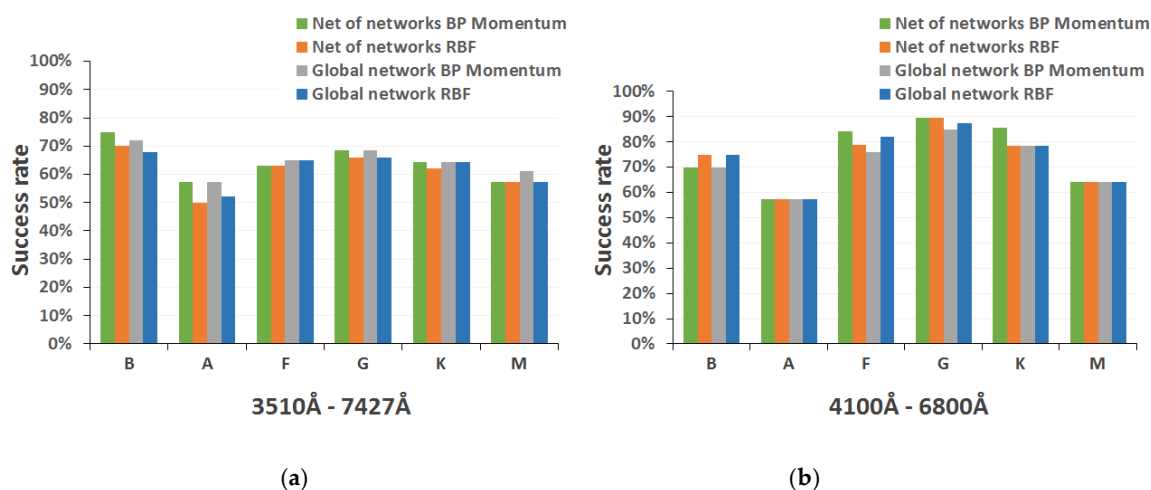 Net of networks BP Momentum
Net of networks RBF
Global network BP Momentum
Global network RBF
100%
90%
80%
70%
60%
50%
40%
30%
20%
10%
0%
Success rate
B A F G K M
3510Å - 7427Å
(a)
Net of networks BP Momentum
Net of networks RBF
Global network BP Momentum
Global network RBF
100%
90%
80%
70%
60%
50%
40%
30%
20%
10%
0%
Success rate
B A F G K M
4100Å - 6800Å
(b)